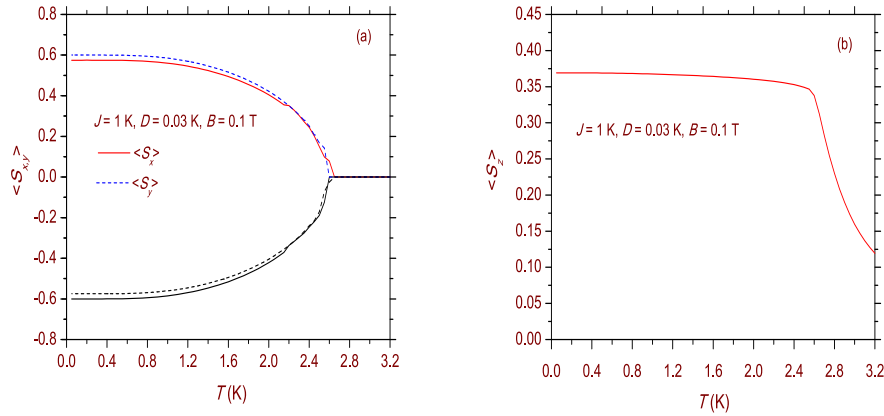 0.8
0.6
0.4
0.2
0.0
-0.2
-0.4
-0.6
-0.8
<S_{x,y}>
(a)
J = 1 K, D = 0.03 K, B = 0.1 T
<S_x>
<S_y>
0.0 0.4 0.8 1.2 1.6 2.0 2.4 2.8 3.2
T (K)
0.45
0.40
0.35
0.30
0.25
0.20
0.15
0.10
0.05
0.00
<S_z>
(b)
J = 1 K, D = 0.03 K, B = 0.1 T
0.0 0.4 0.8 1.2 1.6 2.0 2.4 2.8 3.2
T (K)